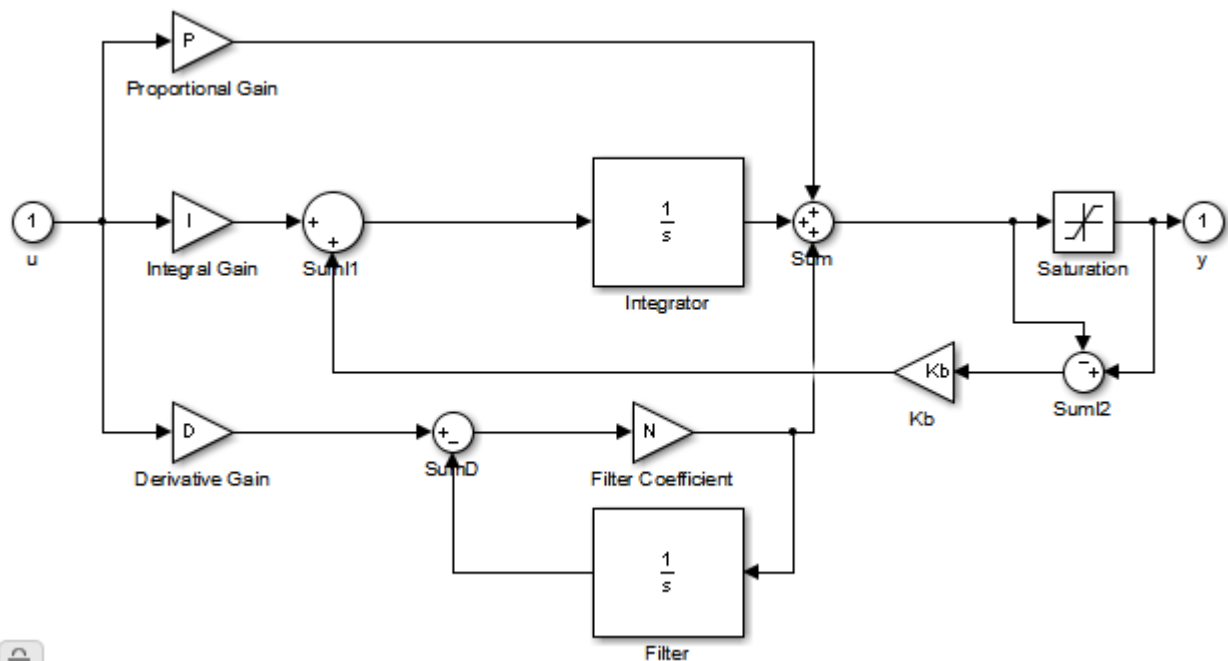 P
Proportional Gain
1
u
I
Integral Gain
+
+
SumI1
1
s
Integrator
+
+
+
Sum
Saturation
1
y
Kb
Kb
−
+
SumI2
D
Derivative Gain
+
−
SumD
N
Filter Coefficient
1
s
Filter